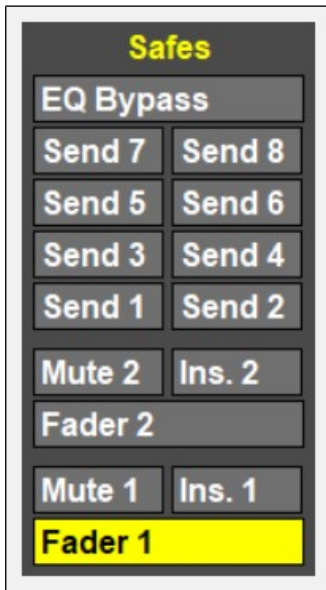 Safes
EQ Bypass
Send 7 Send 8
Send 5 Send 6
Send 3 Send 4
Send 1 Send 2
Mute 2 Ins. 2
Fader 2
Mute 1 Ins. 1
Fader 1